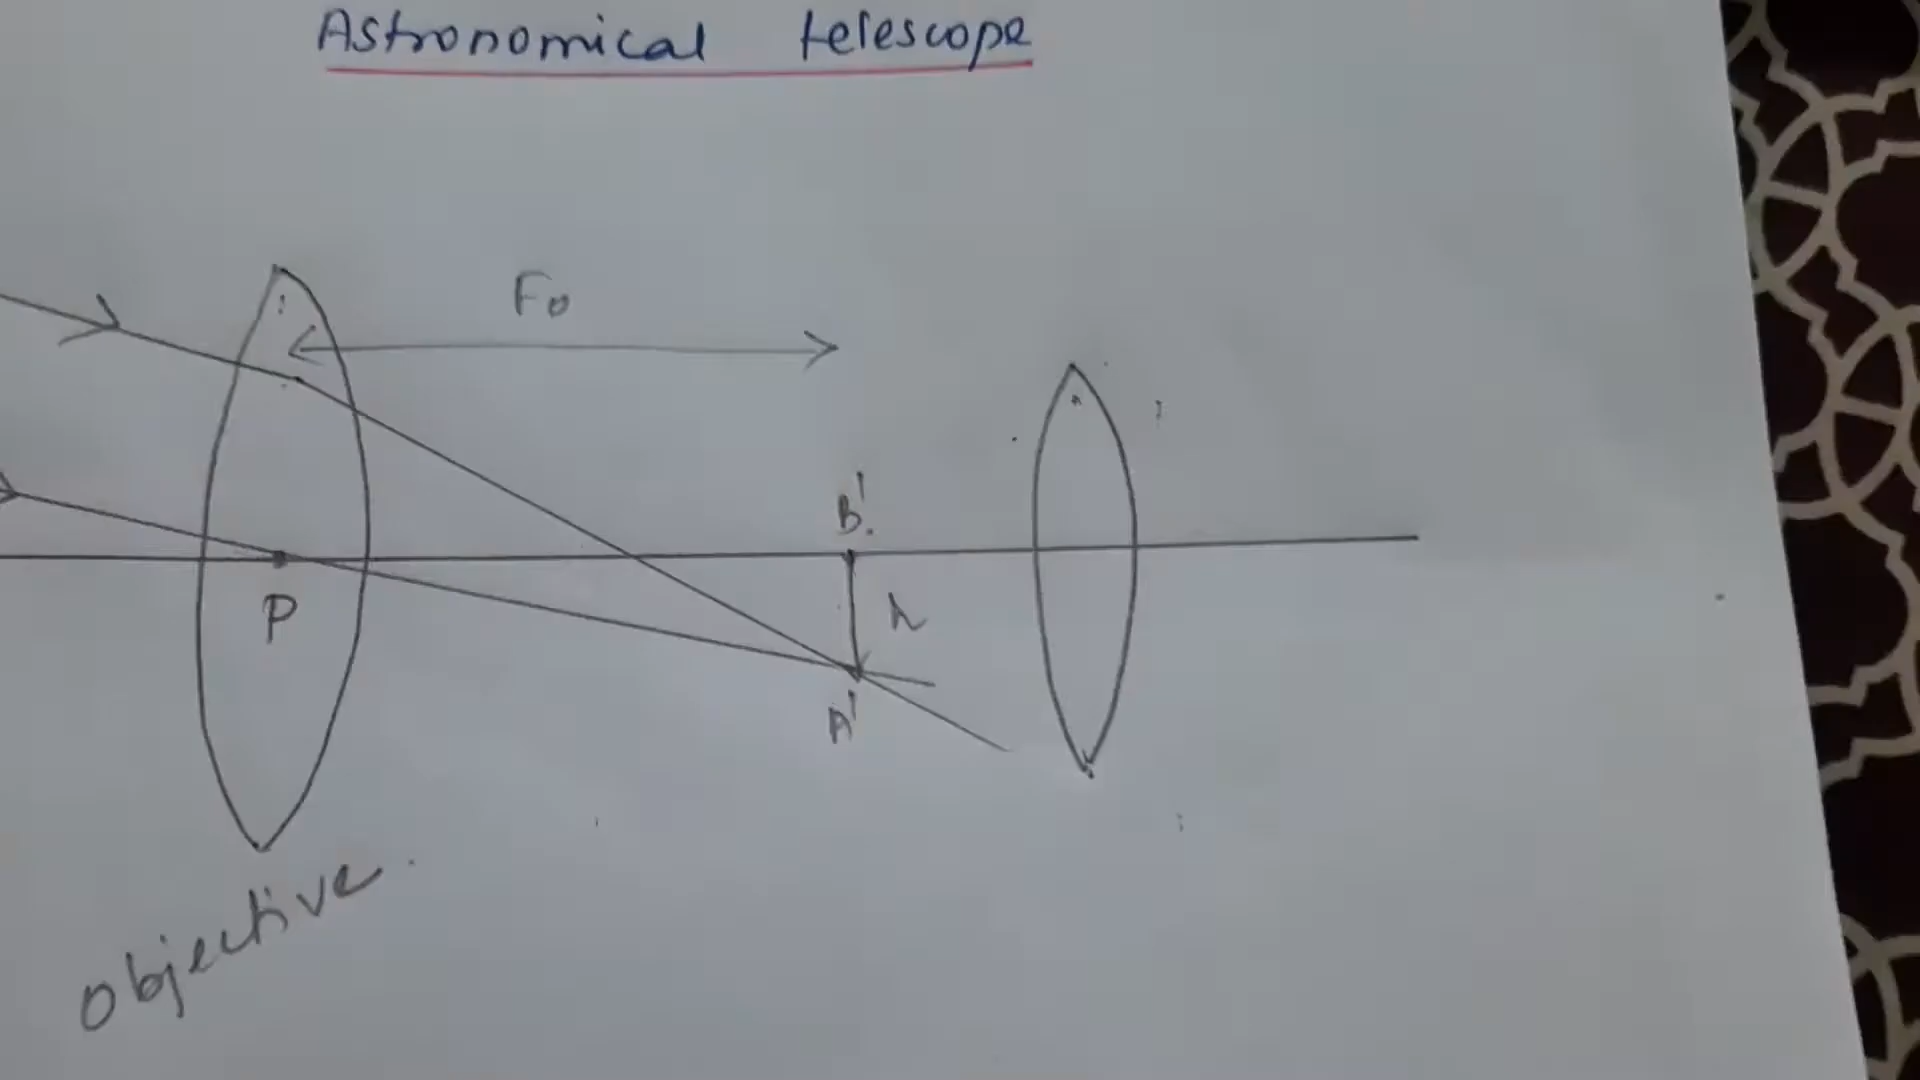 Astronomical telescope
Fo
B'
P
h
A'
Objective